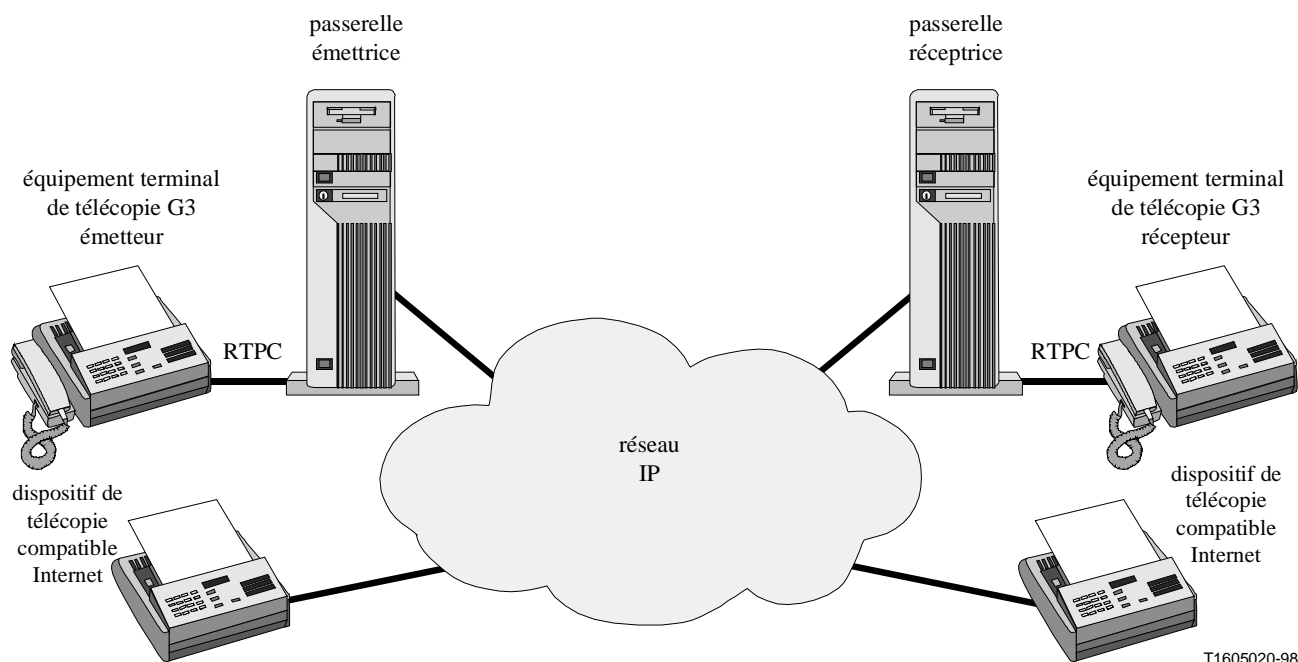 passerelle
émettrice
passerelle
réceptrice
équipement terminal
de télécopie G3
émetteur
équipement terminal
de télécopie G3
récepteur
RTPC
RTPC
réseau
IP
dispositif de
télécopie
compatible
Internet
dispositif de
télécopie
compatible
Internet
T1605020-98